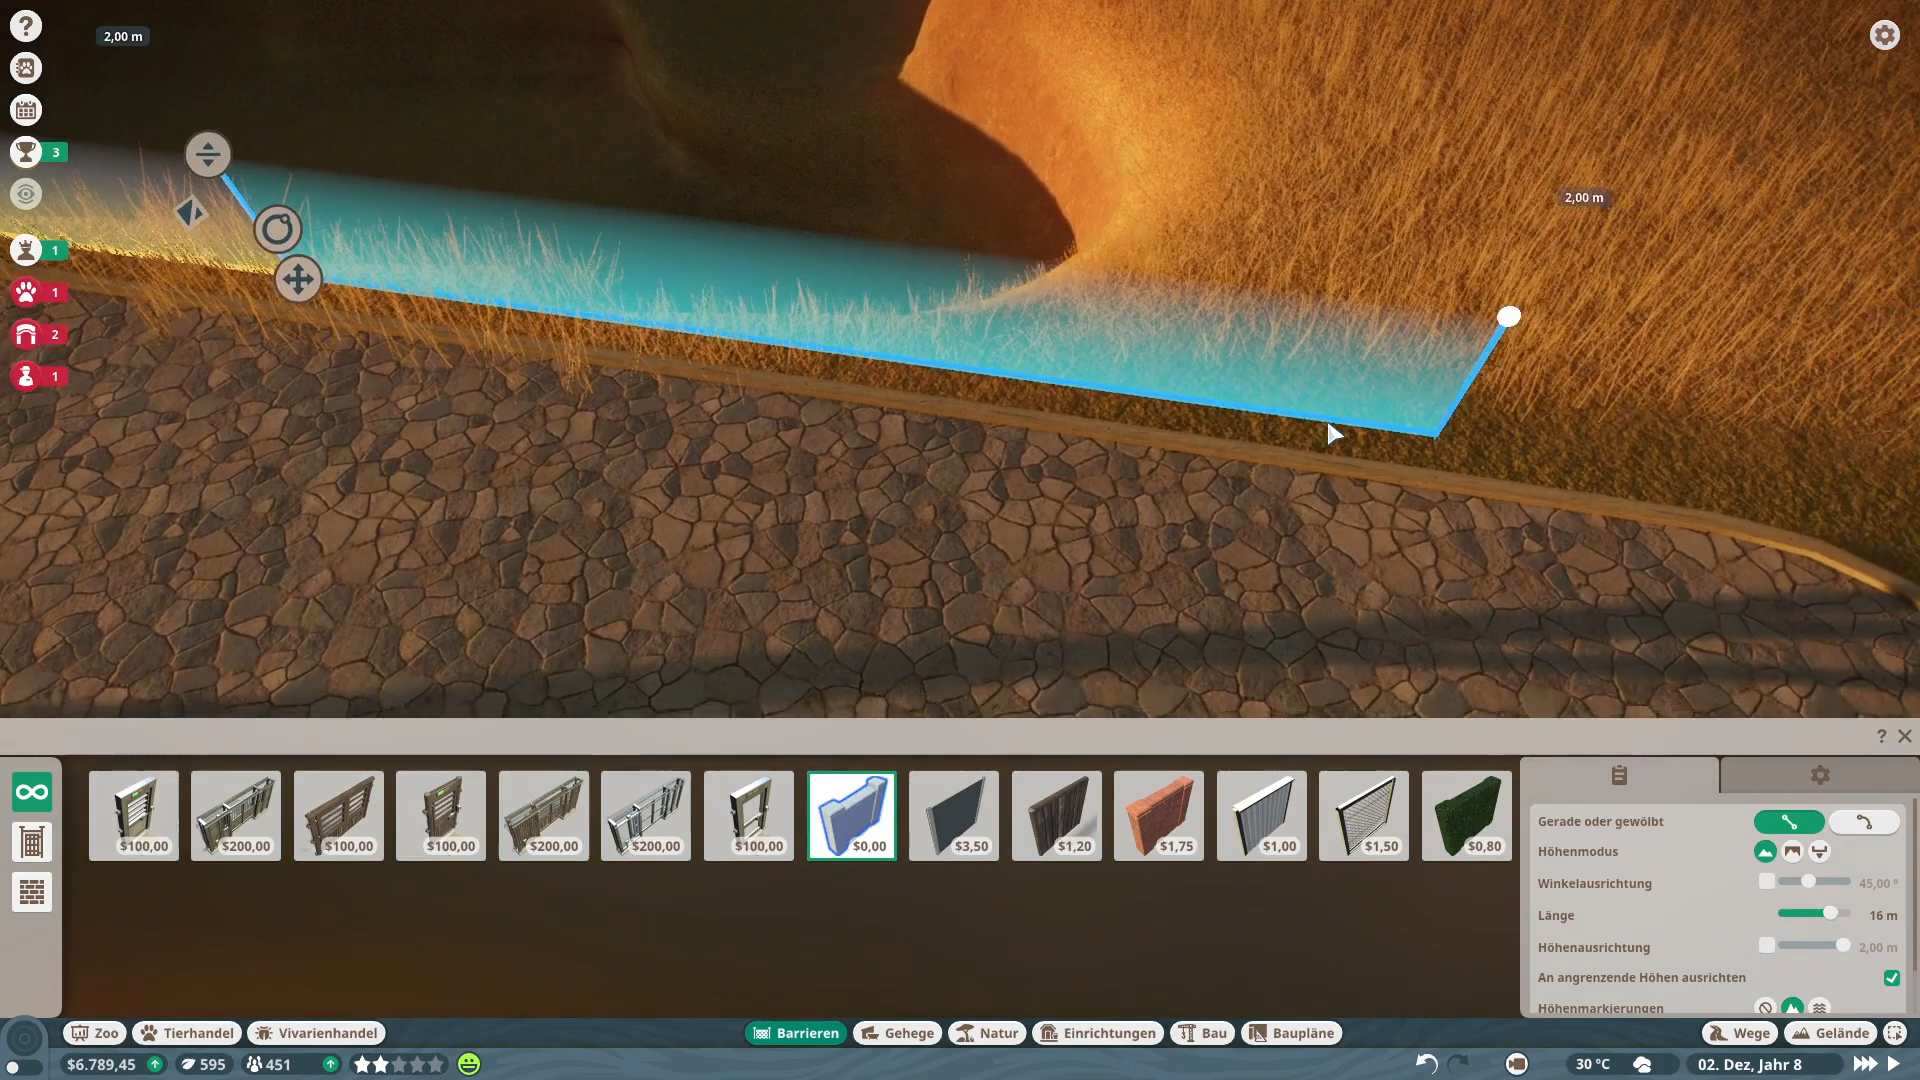 2,00 m
3
2,00 m
1
1
2
1
?
? ×
$100,00 $200,00 $100,00 $100,00 $200,00 $200,00 $100,00 $0,00 $3,50 $1,20 $1,75 $1,00 $1,50 $0,80
Gerade oder gewölbt
Höhenmodus
Winkelausrichtung 45,00 °
Länge 16 m
Höhenausrichtung 2,00 m
An angrenzende Höhen ausrichten
Höhenmarkierungen
Zoo Tierhandel Vivarienhandel Barrieren Gehege Natur Einrichtungen Bau Baupläne Wege Gelände
$6.789,45 595 451 30 °C 02. Dez, Jahr 8